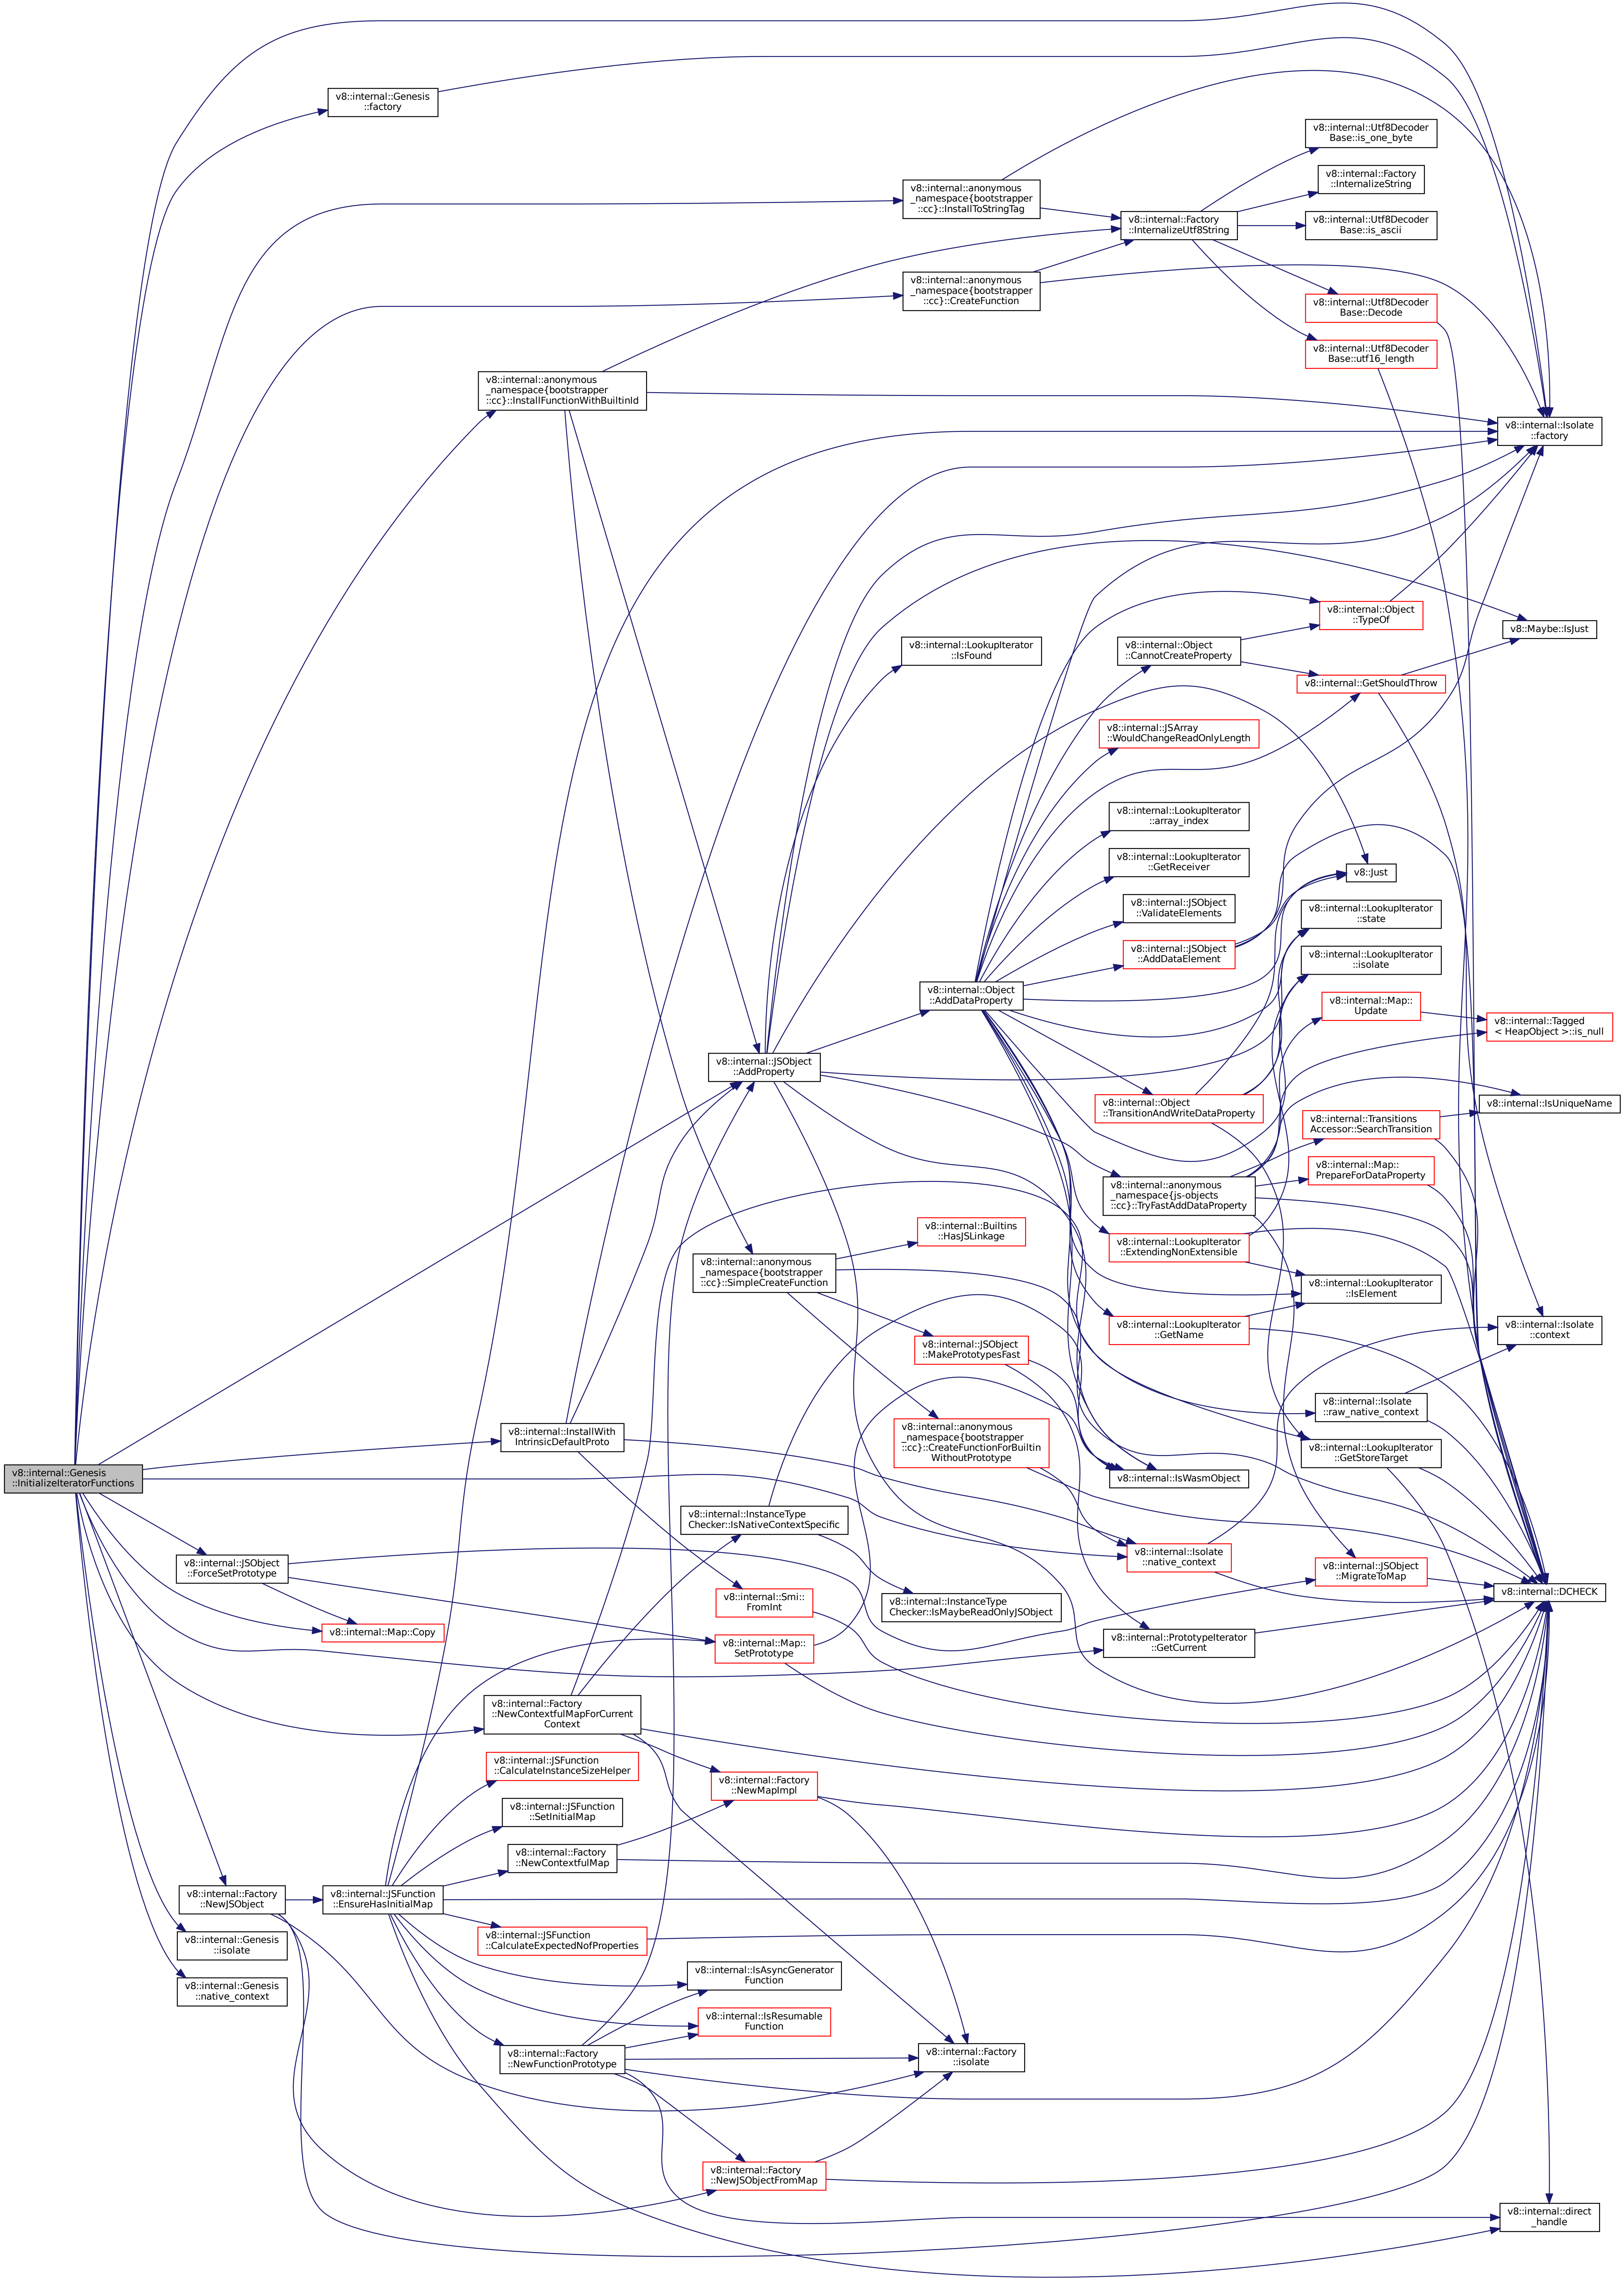 v8::internal::Genesis
::InitializeIteratorFunctions
v8::internal::Genesis
::factory
v8::internal::anonymous
_namespace{bootstrapper
::cc}::InstallToStringTag
v8::internal::anonymous
_namespace{bootstrapper
::cc}::CreateFunction
v8::internal::anonymous
_namespace{bootstrapper
::cc}::InstallFunctionWithBuiltinId
v8::internal::Factory
::InternalizeUtf8String
v8::internal::Utf8Decoder
Base::is_one_byte
v8::internal::Factory
::InternalizeString
v8::internal::Utf8Decoder
Base::is_ascii
v8::internal::Utf8Decoder
Base::Decode
v8::internal::Utf8Decoder
Base::utf16_length
v8::internal::Isolate
::factory
v8::internal::Object
::TypeOf
v8::Maybe::IsJust
v8::internal::LookupIterator
::IsFound
v8::internal::Object
::CannotCreateProperty
v8::internal::GetShouldThrow
v8::internal::JSArray
::WouldChangeReadOnlyLength
v8::internal::LookupIterator
::array_index
v8::internal::LookupIterator
::GetReceiver
v8::Just
v8::internal::JSObject
::ValidateElements
v8::internal::LookupIterator
::state
v8::internal::JSObject
::AddDataElement
v8::internal::LookupIterator
::isolate
v8::internal::Object
::AddDataProperty
v8::internal::Map::
Update
v8::internal::Tagged
< HeapObject >::is_null
v8::internal::JSObject
::AddProperty
v8::internal::Object
::TransitionAndWriteDataProperty
v8::internal::IsUniqueName
v8::internal::Transitions
Accessor::SearchTransition
v8::internal::Map::
PrepareForDataProperty
v8::internal::anonymous
_namespace{js-objects
::cc}::TryFastAddDataProperty
v8::internal::Builtins
::HasJSLinkage
v8::internal::LookupIterator
::ExtendingNonExtensible
v8::internal::anonymous
_namespace{bootstrapper
::cc}::SimpleCreateFunction
v8::internal::LookupIterator
::IsElement
v8::internal::LookupIterator
::GetName
v8::internal::Isolate
::context
v8::internal::JSObject
::MakePrototypesFast
v8::internal::Isolate
::raw_native_context
v8::internal::InstallWith
IntrinsicDefaultProto
v8::internal::anonymous
_namespace{bootstrapper
::cc}::CreateFunctionForBuiltin
WithoutPrototype
v8::internal::LookupIterator
::GetStoreTarget
v8::internal::IsWasmObject
v8::internal::InstanceType
Checker::IsNativeContextSpecific
v8::internal::Isolate
::native_context
v8::internal::JSObject
::ForceSetPrototype
v8::internal::JSObject
::MigrateToMap
v8::internal::DCHECK
v8::internal::Smi::
FromInt
v8::internal::InstanceType
Checker::IsMaybeReadOnlyJSObject
v8::internal::Map::Copy
v8::internal::Map::
SetPrototype
v8::internal::PrototypeIterator
::GetCurrent
v8::internal::Factory
::NewContextfulMapForCurrent
Context
v8::internal::JSFunction
::CalculateInstanceSizeHelper
v8::internal::Factory
::NewMapImpl
v8::internal::JSFunction
::SetInitialMap
v8::internal::Factory
::NewContextfulMap
v8::internal::Factory
::NewJSObject
v8::internal::JSFunction
::EnsureHasInitialMap
v8::internal::JSFunction
::CalculateExpectedNofProperties
v8::internal::Genesis
::isolate
v8::internal::Genesis
::native_context
v8::internal::IsAsyncGenerator
Function
v8::internal::IsResumable
Function
v8::internal::Factory
::NewFunctionPrototype
v8::internal::Factory
::isolate
v8::internal::Factory
::NewJSObjectFromMap
v8::internal::direct
_handle